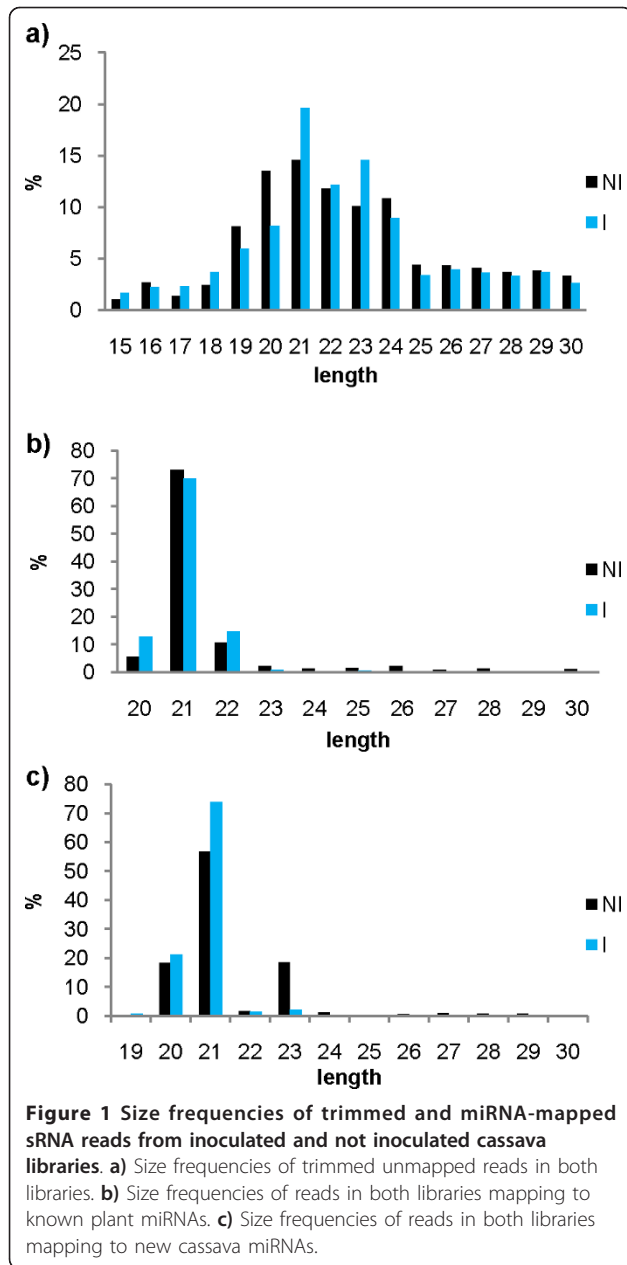 a)
25
20
15
10
5
0
%
NI
I
15 16 17 18 19 20 21 22 23 24 25 26 27 28 29 30
length
b)
80
70
60
50
40
30
20
10
0
%
NI
I
20 21 22 23 24 25 26 27 28 29 30
length
c)
80
70
60
50
40
30
20
10
0
%
NI
I
19 20 21 22 23 24 25 26 27 28 29 30
length
Figure 1 Size frequencies of trimmed and miRNA-mapped
sRNA reads from inoculated and not inoculated cassava
libraries. a) Size frequencies of trimmed unmapped reads in both
libraries. b) Size frequencies of reads in both libraries mapping to
known plant miRNAs. c) Size frequencies of reads in both libraries
mapping to new cassava miRNAs.